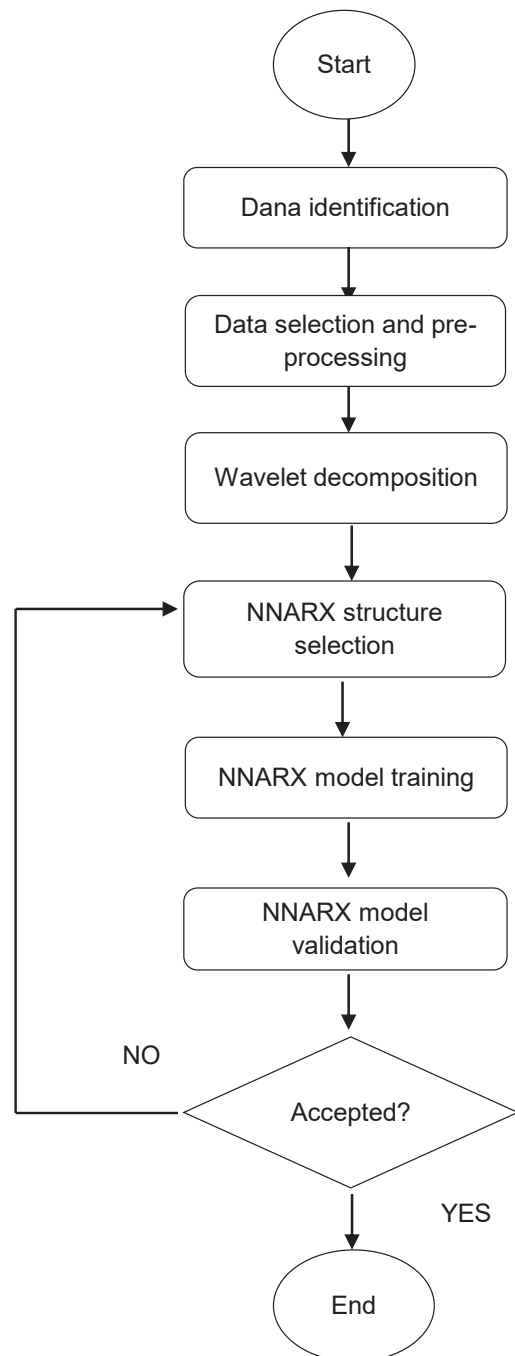 Start
Dana identification
Data selection and pre-
processing
Wavelet decomposition
NNARX structure
selection
NNARX model training
NNARX model
validation
NO
Accepted?
YES
End